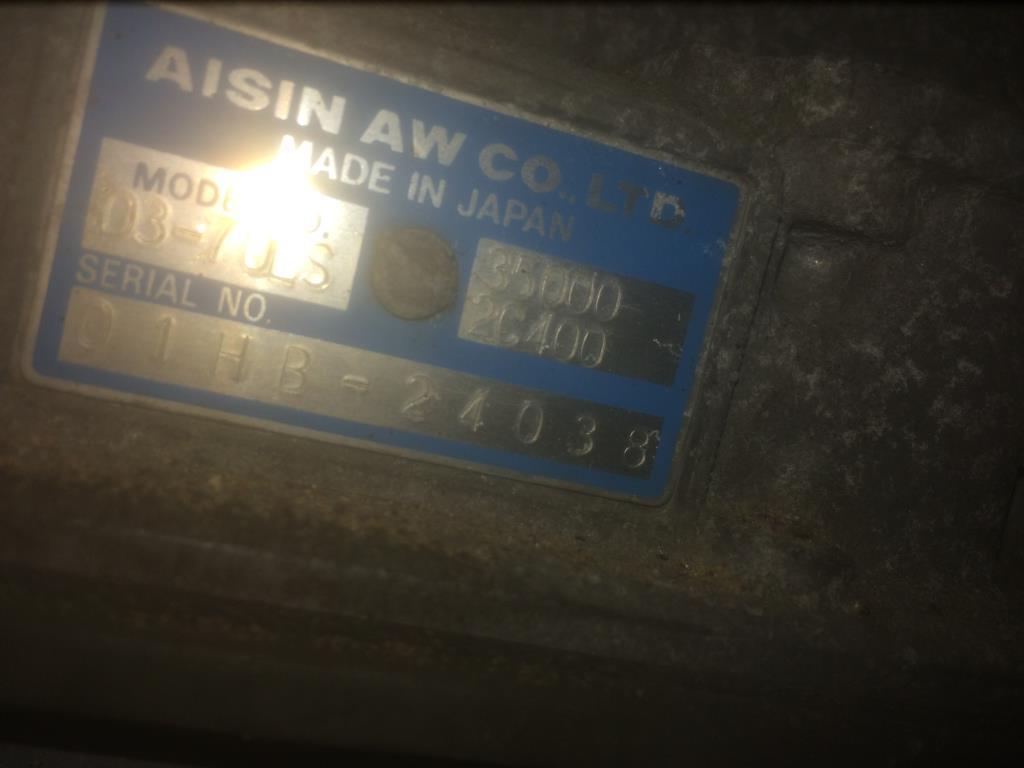 AISIN AW CO., LTD.
MADE IN JAPAN
35000-
2C400
SERIAL NO.
01HB-24038